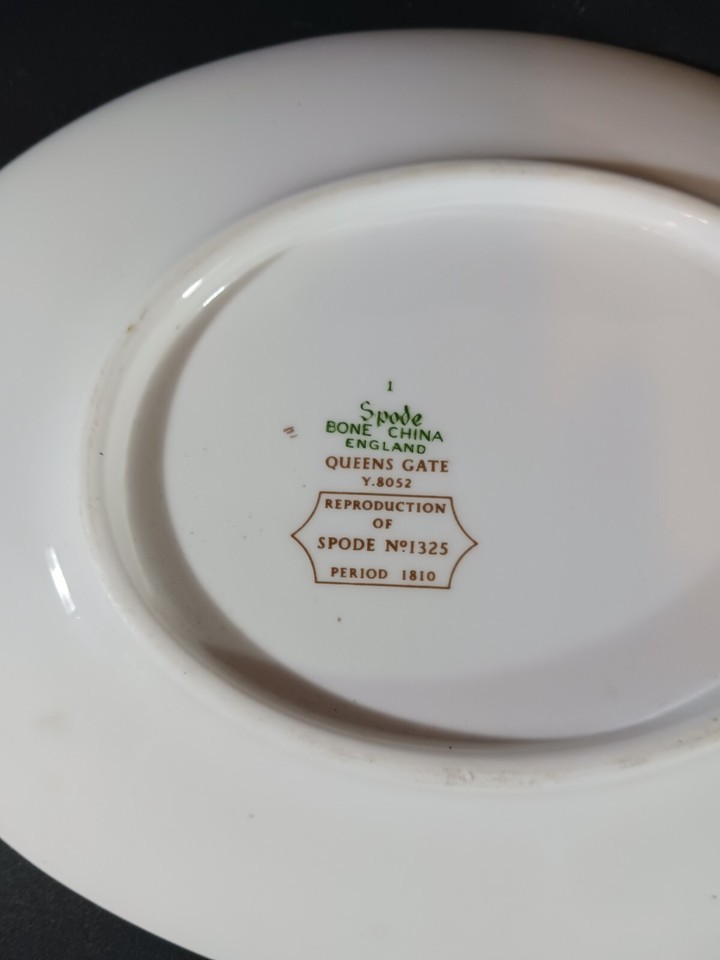 1
Spode
BONE CHINA
ENGLAND
QUEENS GATE
Y.8052
REPRODUCTION
OF
SPODE Nº1325
PERIOD 1810